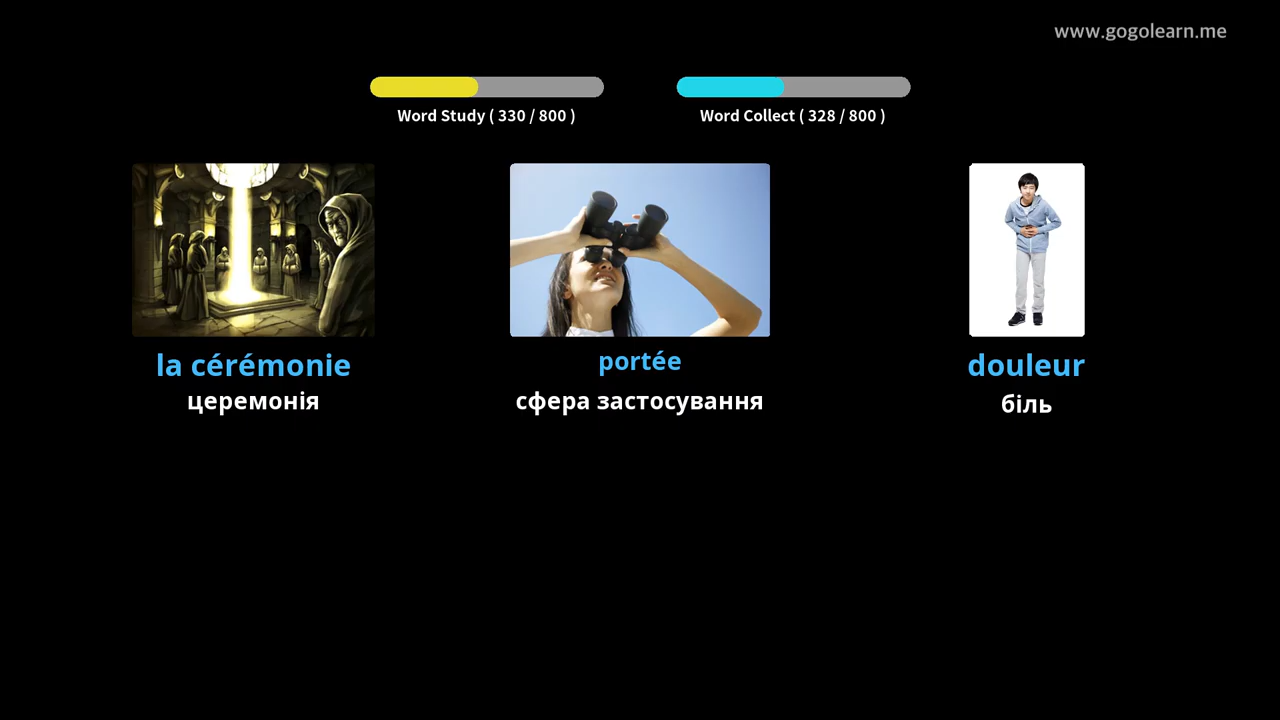 www.gogolearn.me
Word Study ( 330 / 800 )
Word Collect ( 328 / 800 )
la cérémonie
церемонія
portée
сфера застосування
douleur
біль